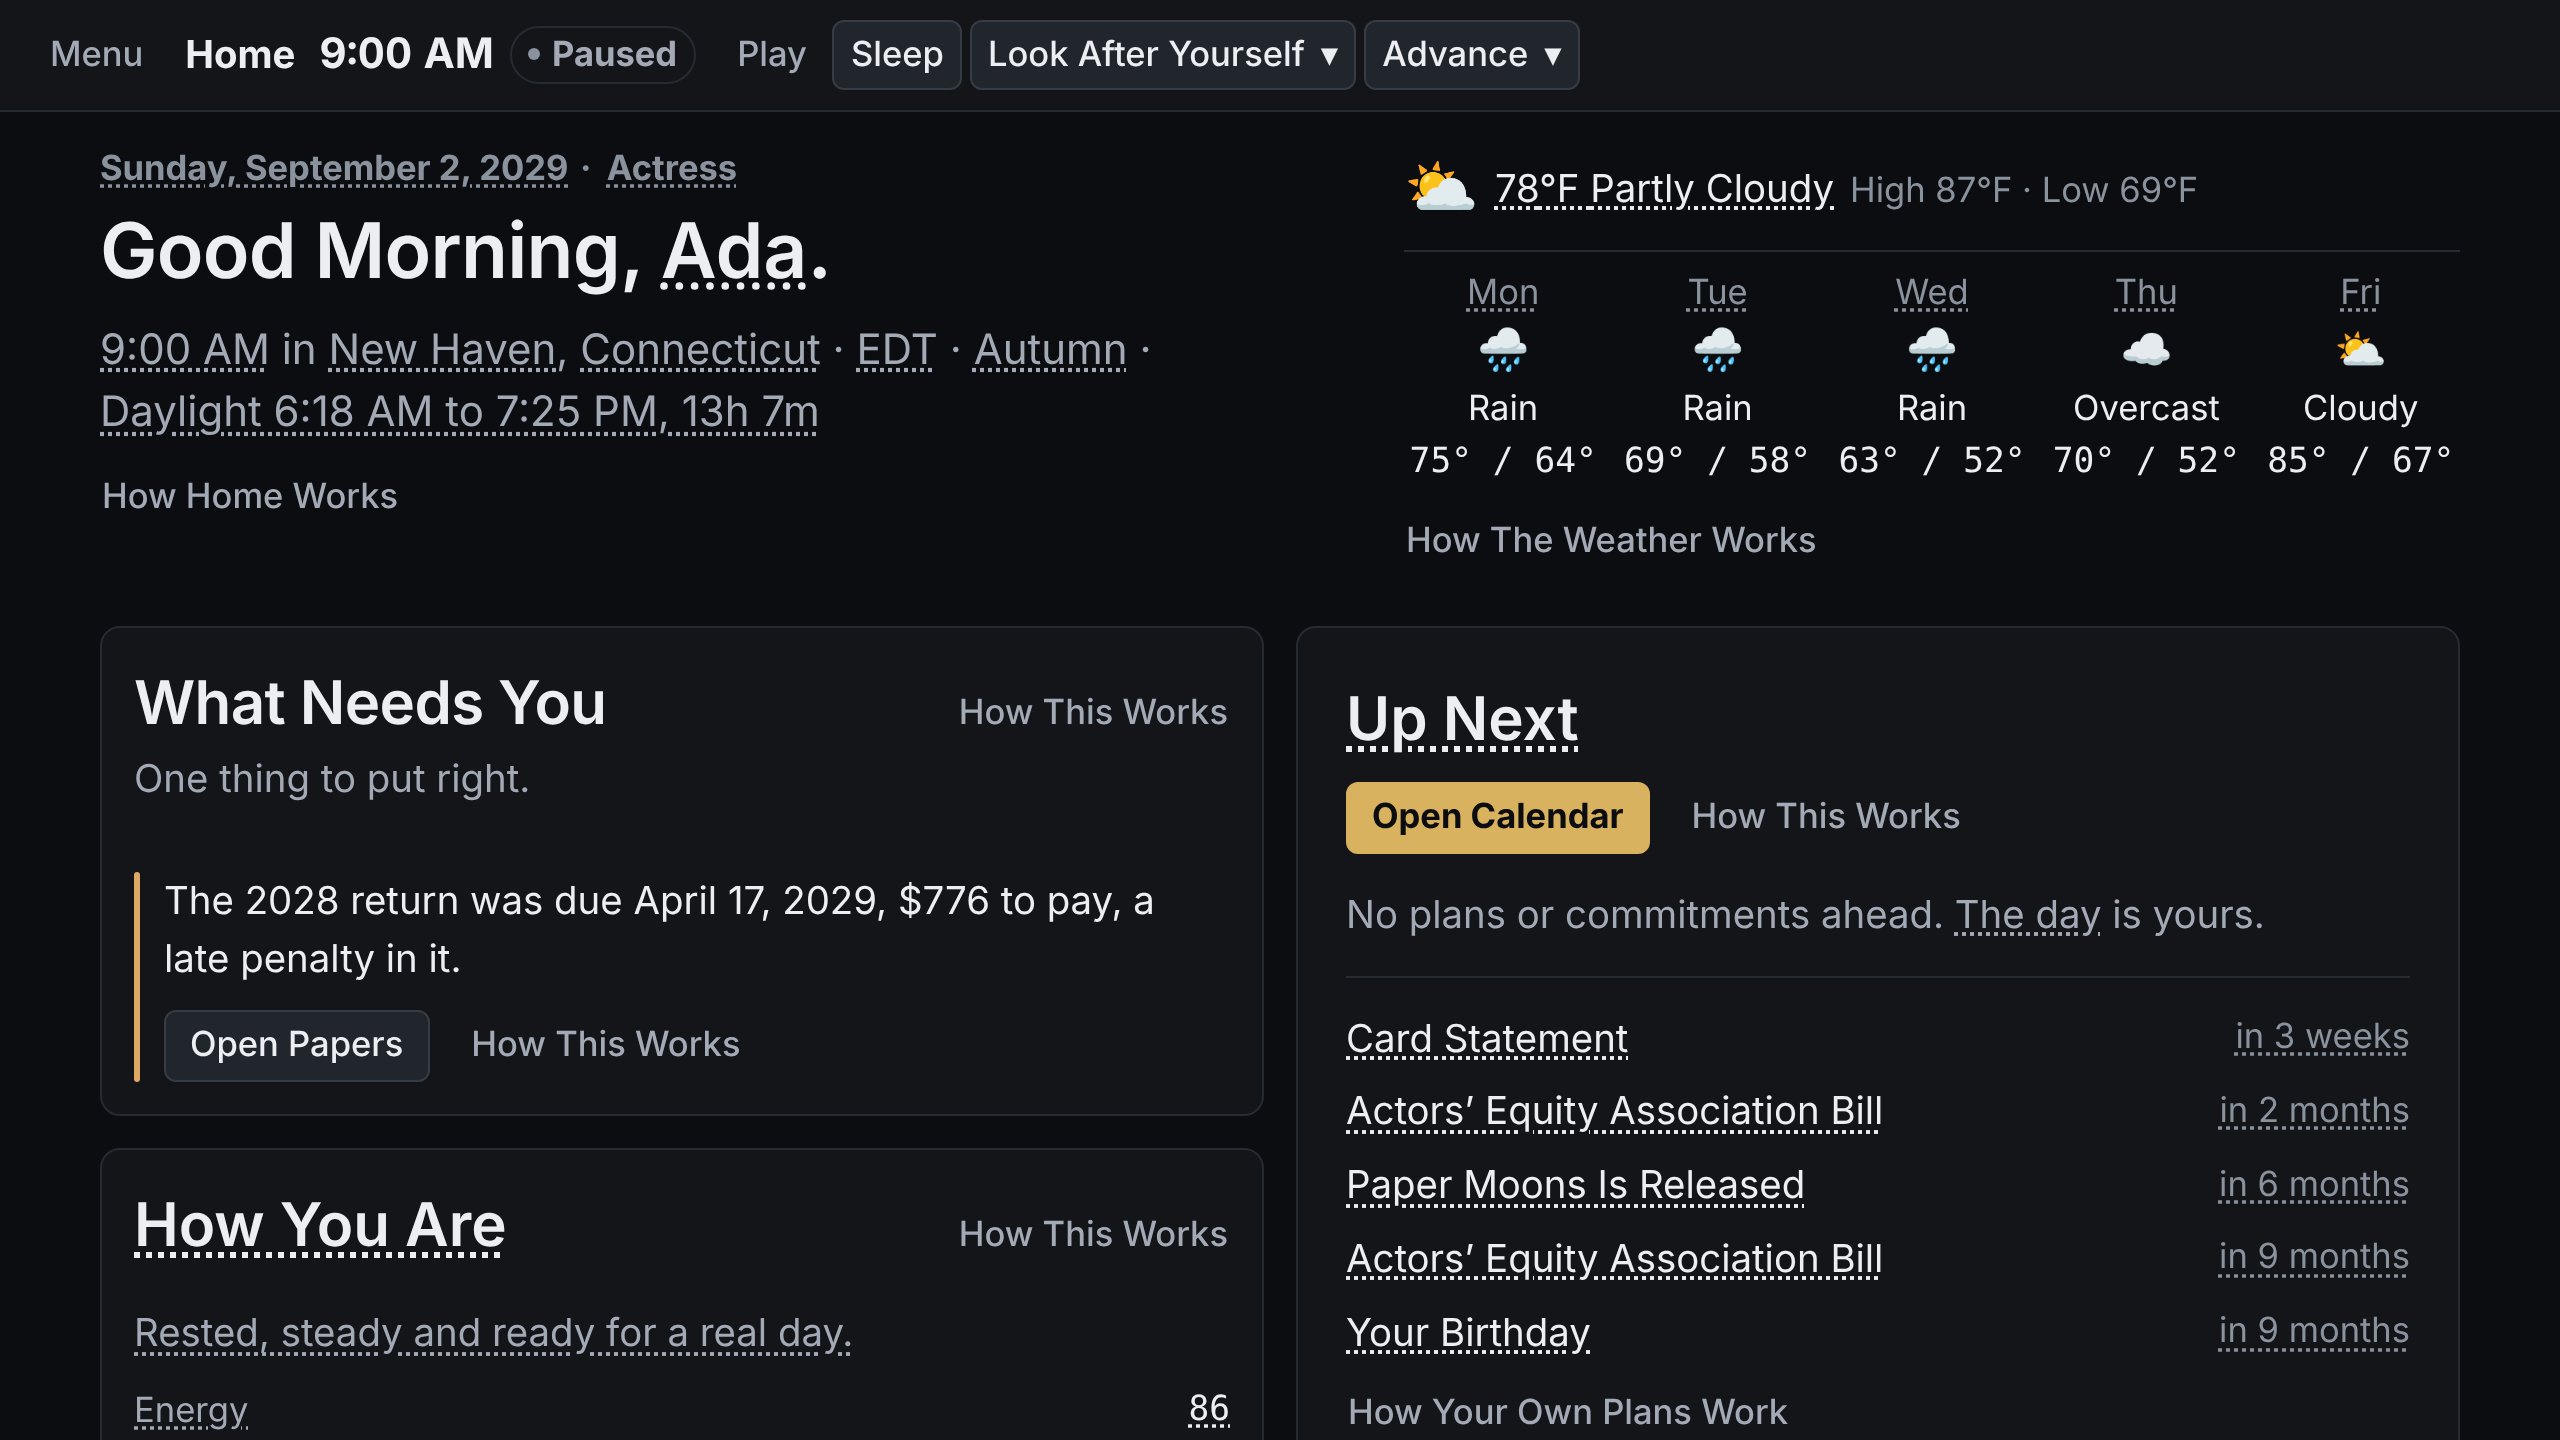 Menu Home 9:00 AM • Paused Play Sleep Look After Yourself ▾ Advance ▾
Sunday, September 2, 2029 · Actress
Good Morning, Ada.
9:00 AM in New Haven, Connecticut · EDT · Autumn ·
Daylight 6:18 AM to 7:25 PM, 13h 7m
How Home Works
78°F Partly Cloudy High 87°F · Low 69°F
Mon Tue Wed Thu Fri
Rain Rain Rain Overcast Cloudy
75° / 64° 69° / 58° 63° / 52° 70° / 52° 85° / 67°
How The Weather Works
What Needs You How This Works
One thing to put right.
The 2028 return was due April 17, 2029, $776 to pay, a
late penalty in it.
Open Papers How This Works
How You Are How This Works
Rested, steady and ready for a real day.
Energy 86
Up Next
Open Calendar How This Works
No plans or commitments ahead. The day is yours.
Card Statement in 3 weeks
Actors’ Equity Association Bill in 2 months
Paper Moons Is Released in 6 months
Actors’ Equity Association Bill in 9 months
Your Birthday in 9 months
How Your Own Plans Work